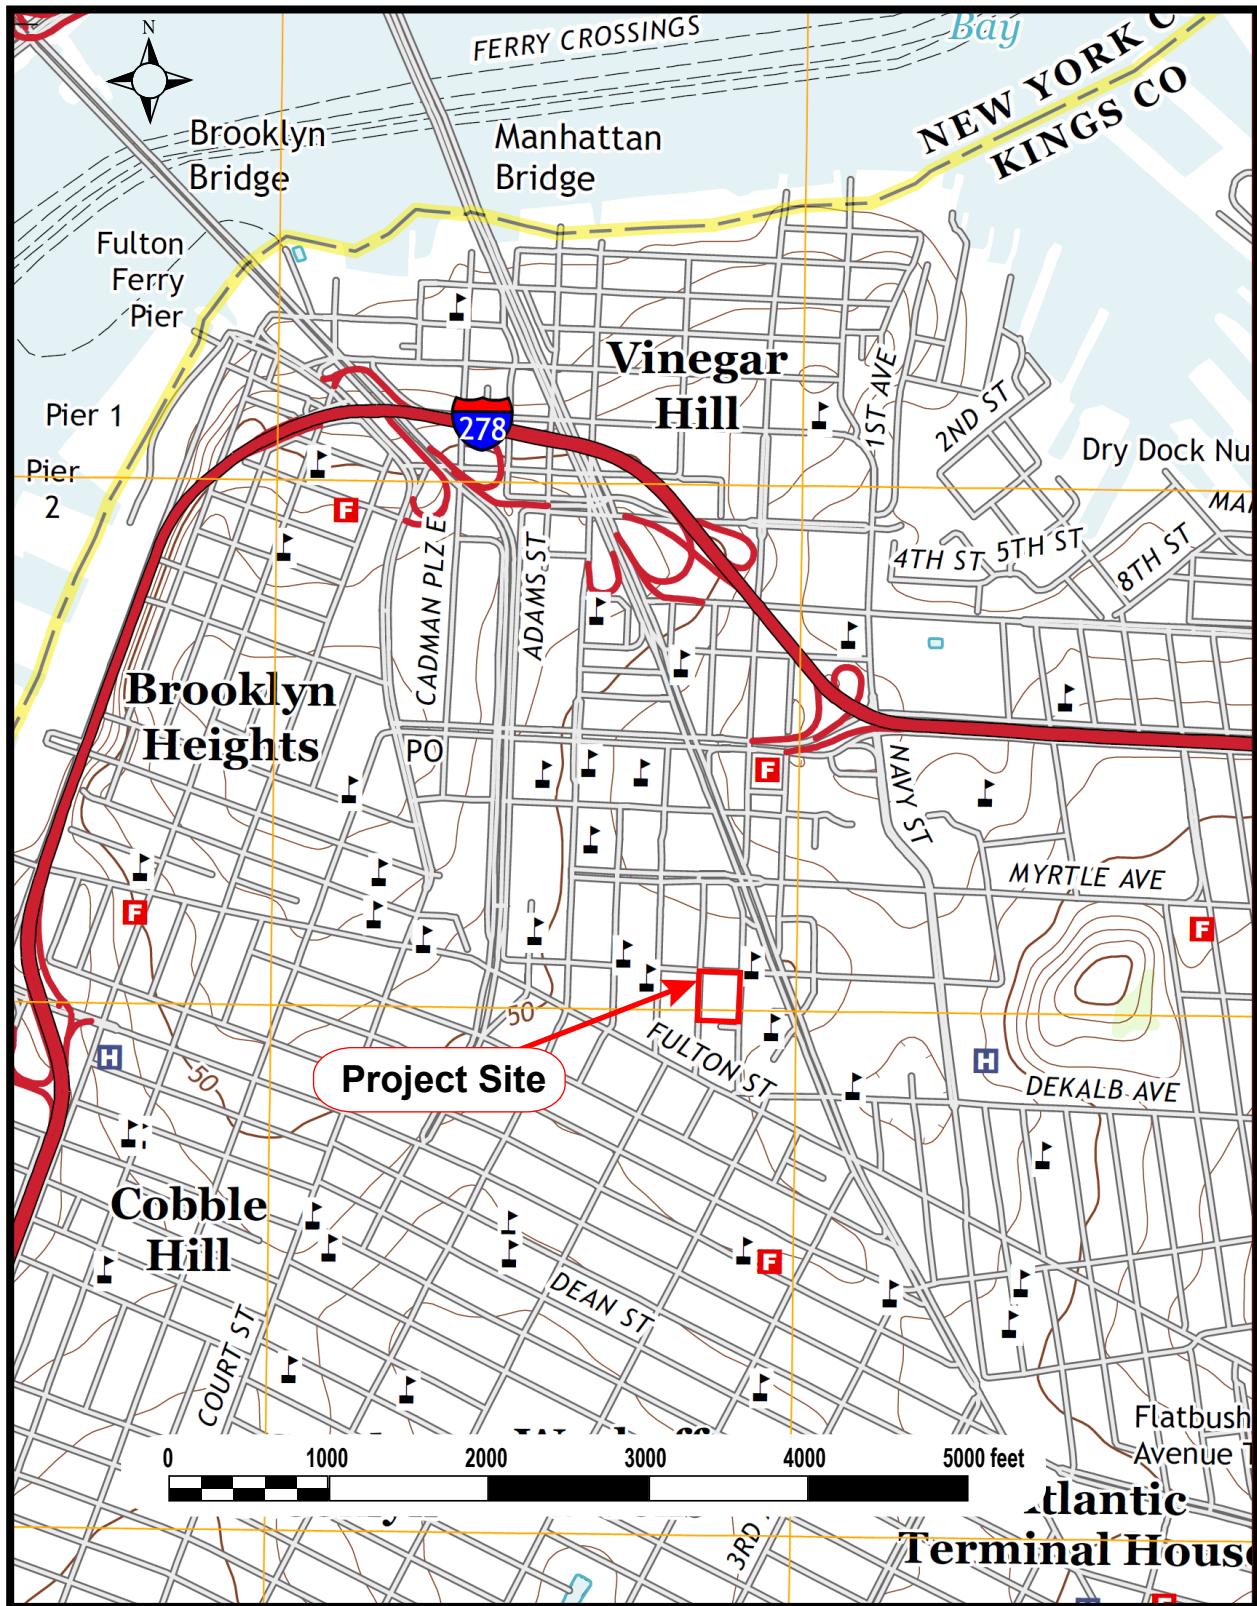 N
FERRY CROSSINGS
Bay
NEW YORK C
KINGS CO
Brooklyn
Bridge
Manhattan
Bridge
Fulton
Ferry
Pier
Vinegar
Hill
1ST AVE
2ND ST
Pier 1
278
Dry Dock Nu
Pier
2
F
MA
CADMAN PLZ E
ADAMS ST
4TH ST
5TH ST
8TH ST
Brooklyn
Heights
PO
F
NAVY ST
MYRTLE AVE
F
F
50
FULTON ST
Project Site
H
50
H
DEKALB AVE
Cobble
Hill
F
DEAN ST
COURT ST
Flatbush
Avenue T
0 1000 2000 3000 4000 5000 feet
tlantic
Terminal House
3RD